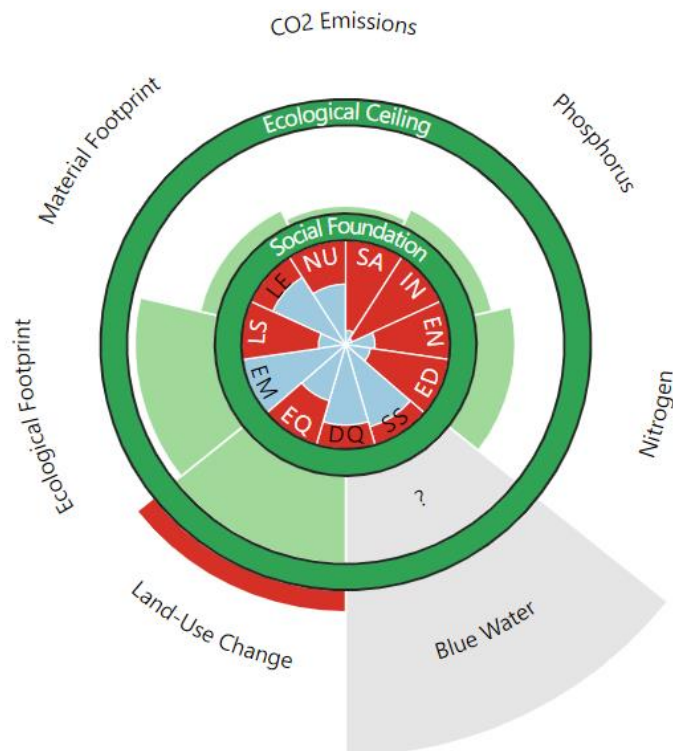 CO2 Emissions
Material Footprint
Phosphorus
Ecological Ceiling
Social Foundation
NU
SA
LE
IN
LS
EN
EM
ED
EQ
DQ
SS
Ecological Footprint
Nitrogen
?
Land-Use Change
Blue Water